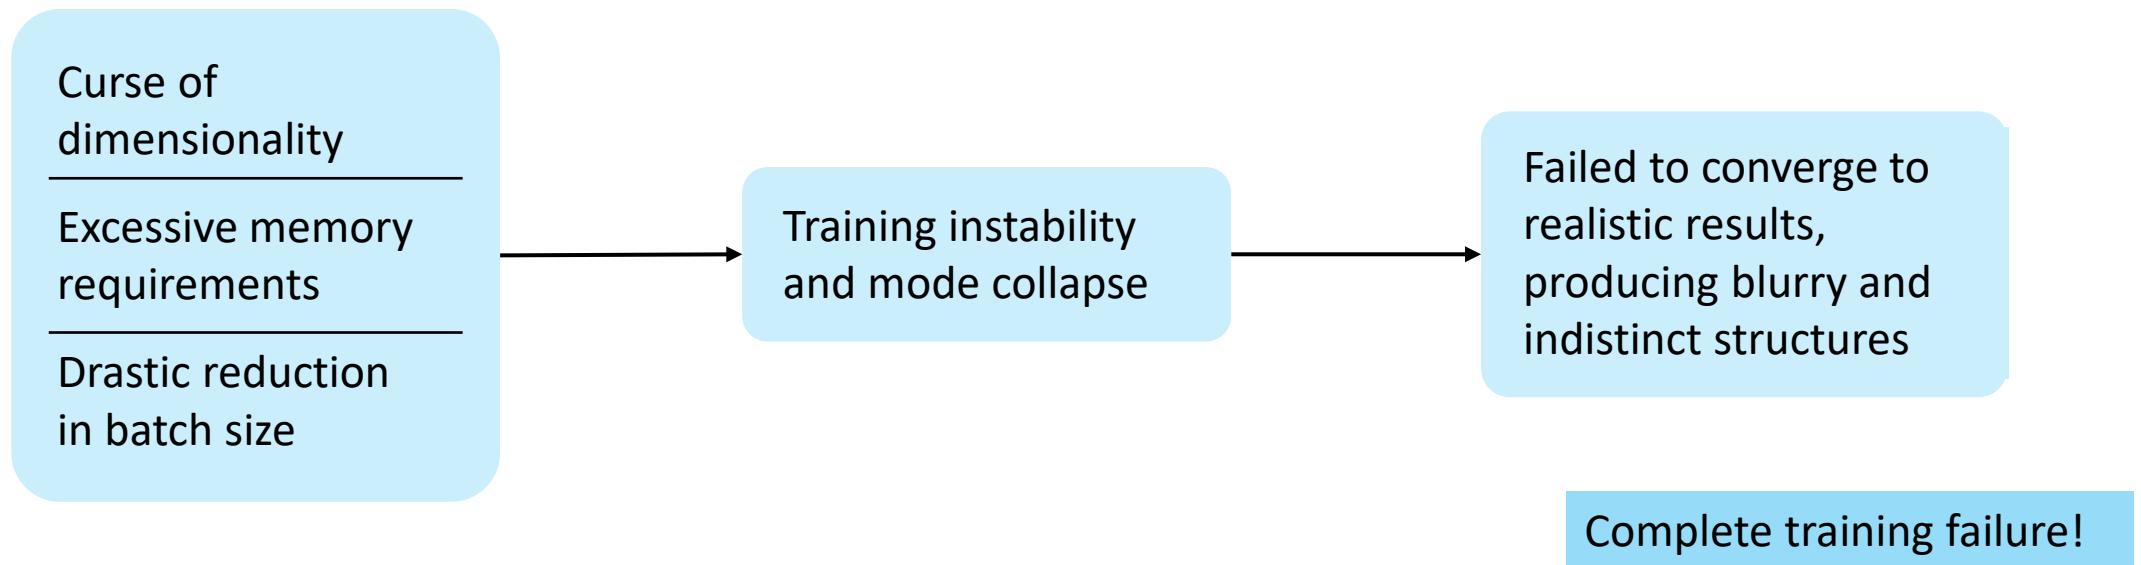 Curse of
dimensionality
Excessive memory
requirements
Drastic reduction
in batch size
Training instability
and mode collapse
Failed to converge to
realistic results,
producing blurry and
indistinct structures
Complete training failure!